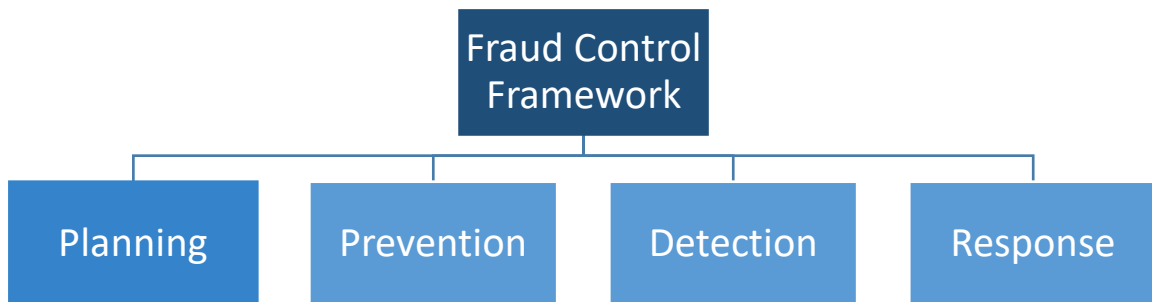 Fraud Control
Framework
Planning
Prevention
Detection
Response